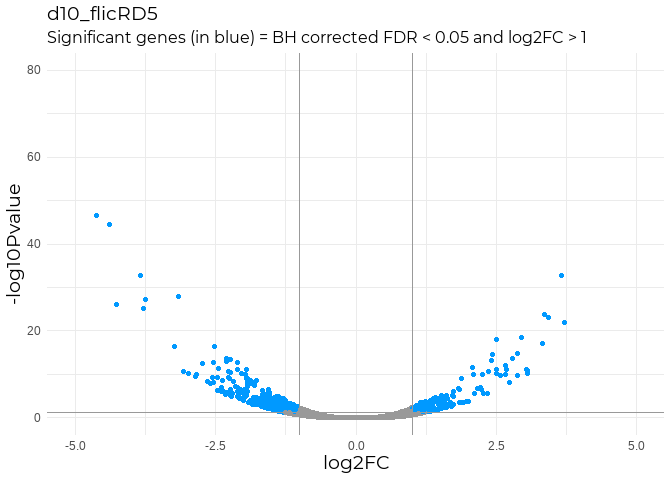 d10_flicRD5
Significant genes (in blue) = BH corrected FDR < 0.05 and log2FC > 1
80
60
40
20
0
-log10Pvalue
-5.0 -2.5 0.0 2.5 5.0
log2FC